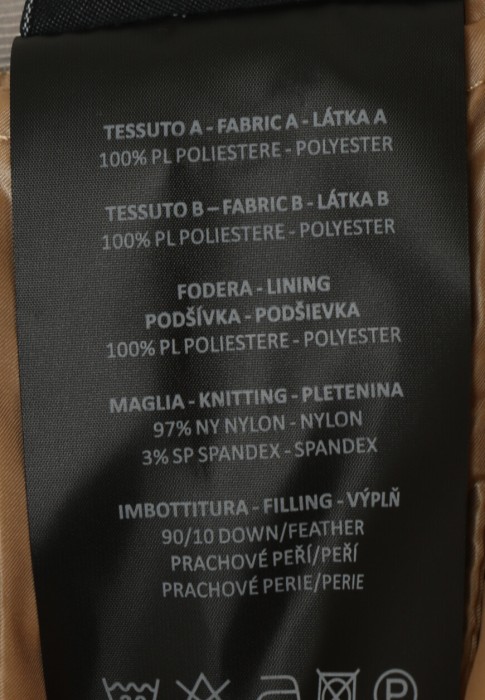 TESSUTO A - FABRIC A - LÁTKA A
100% PL POLIESTERE - POLYESTER
TESSUTO B – FABRIC B - LÁTKA B
100% PL POLIESTERE - POLYESTER
FODERA - LINING
PODŠÍVKA - PODŠIEVKA
100% PL POLIESTERE - POLYESTER
MAGLIA - KNITTING - PLETENINA
97% NY NYLON - NYLON
3% SP SPANDEX - SPANDEX
IMBOTTITURA - FILLING - VÝPLŇ
90/10 DOWN/FEATHER
PRACHOVÉ PEŘÍ/PEŘÍ
PRACHOVÉ PERIE/PERIE
P